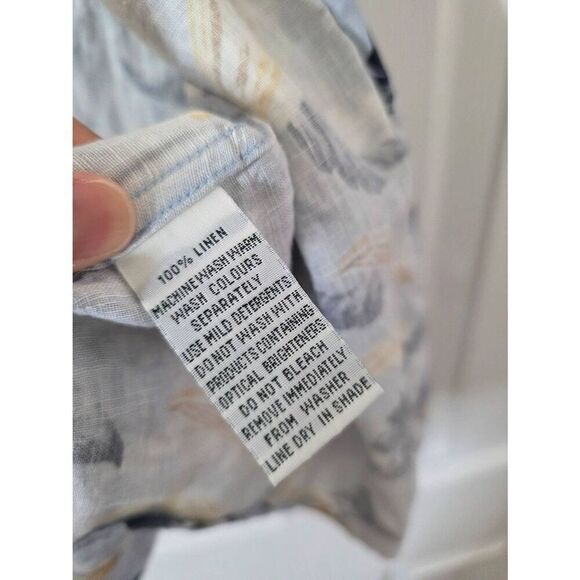 100% LINEN
MACHINE WASH WARM
WASH COLOURS
SEPARATELY
USE MILD DETERGENTS
DO NOT WASH WITH
PRODUCTS CONTAINING
OPTICAL BRIGHTENERS
DO NOT BLEACH
REMOVE IMMEDIATELY
FROM WASHER
LINE DRY IN SHADE